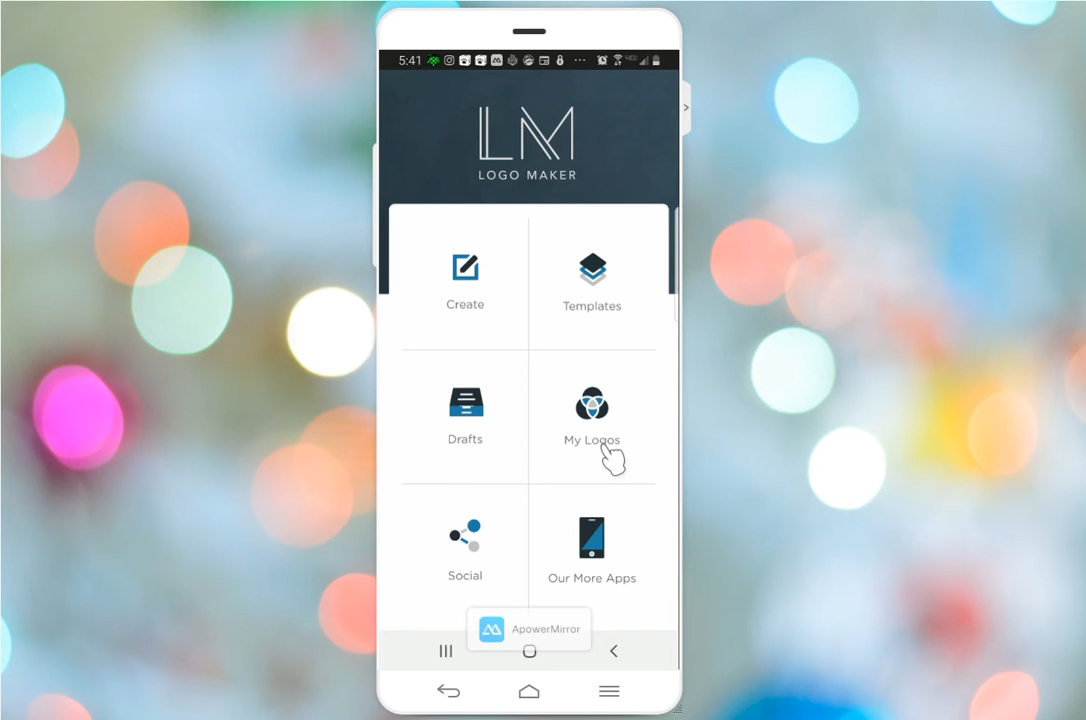 5:41
LM
LOGO MAKER
Create
Templates
Drafts
My Logos
Social
Our More Apps
ApowerMirror